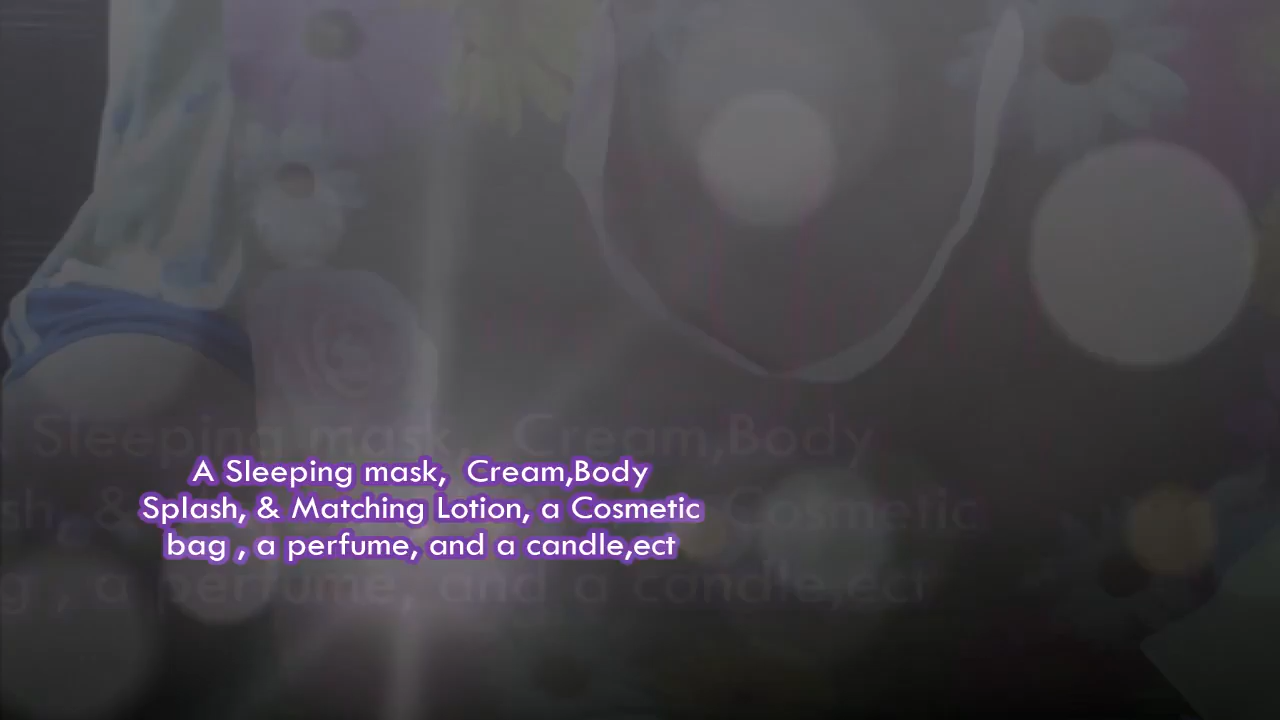 A Sleeping mask,  Cream,Body
Splash, & Matching Lotion, a Cosmetic
bag , a perfume, and a candle,ect